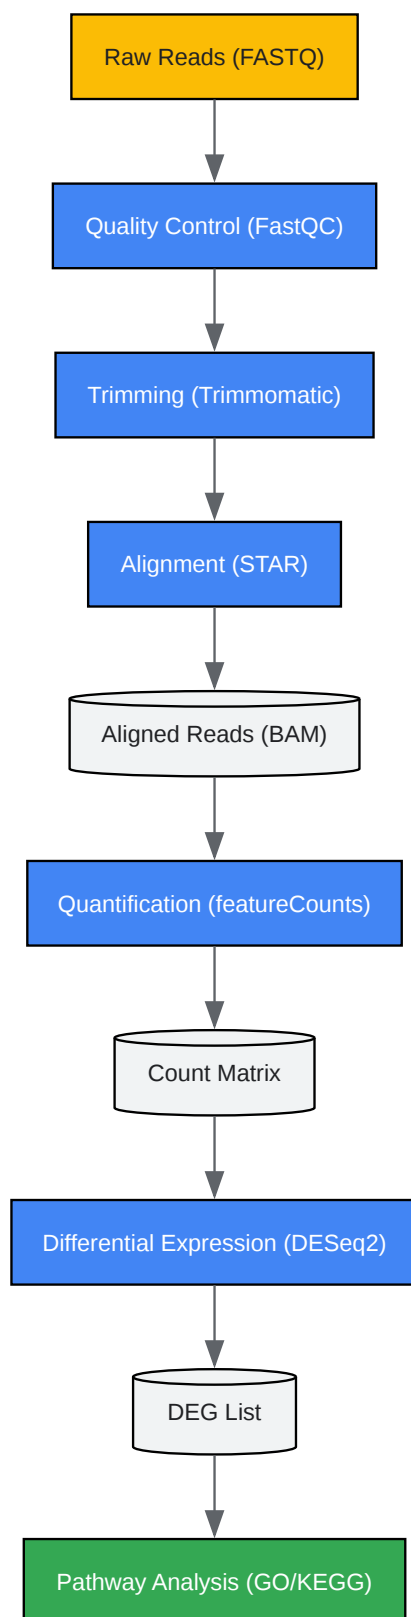 Raw Reads (FASTQ)
Quality Control (FastQC)
Trimming (Trimmomatic)
Alignment (STAR)
Aligned Reads (BAM)
Quantification (featureCounts)
Count Matrix
Differential Expression (DESeq2)
DEG List
Pathway Analysis (GO/KEGG)